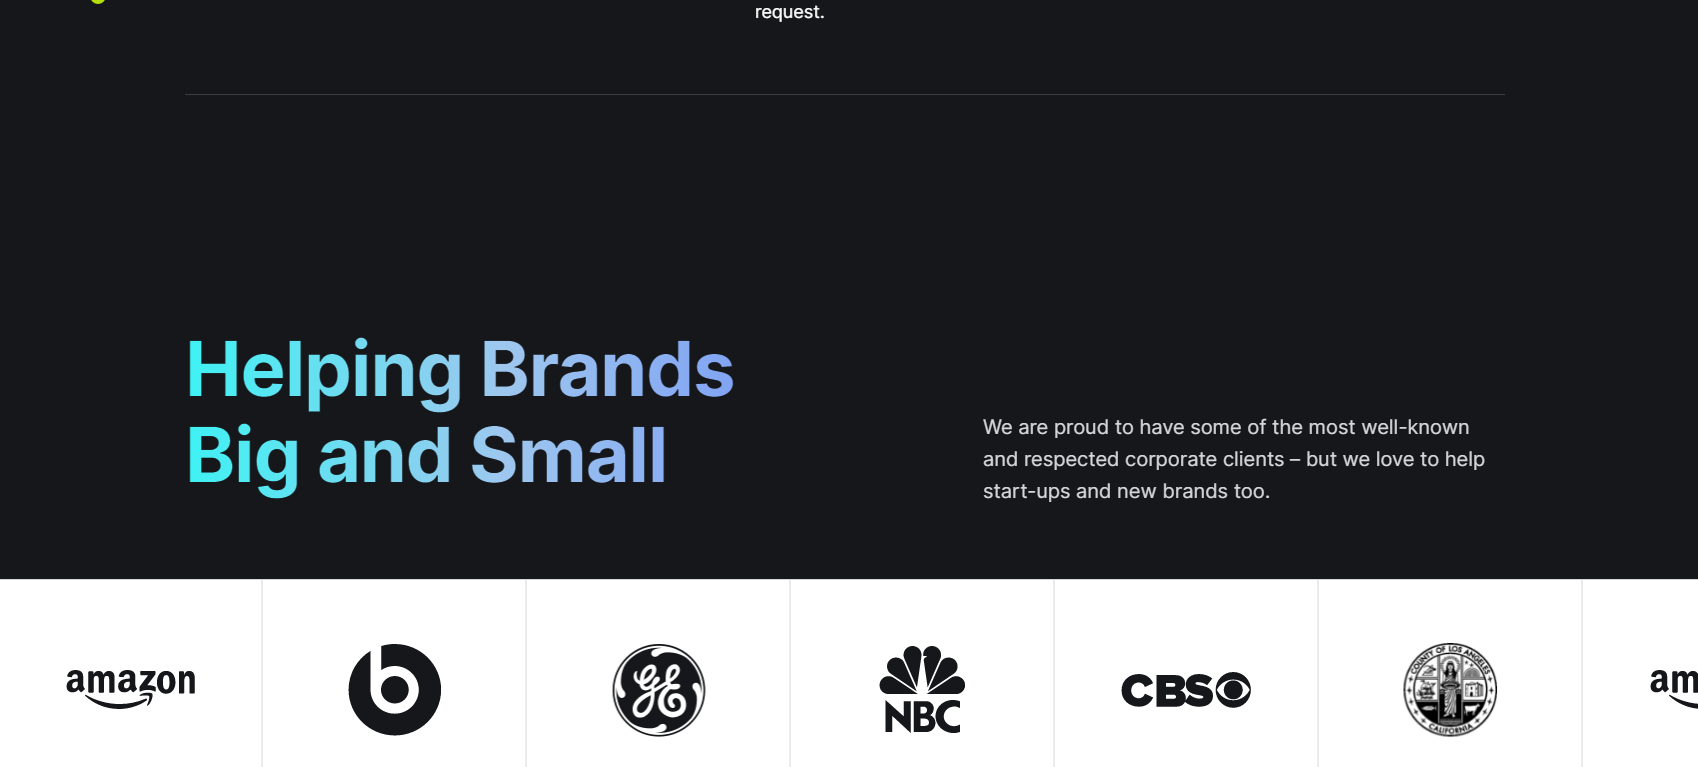 request.
Helping Brands
Big and Small
We are proud to have some of the most well-known
and respected corporate clients – but we love to help
start-ups and new brands too.
amazon
b
GE
NBC
CBS
COUNTY OF LOS ANGELES
CALIFORNIA
am